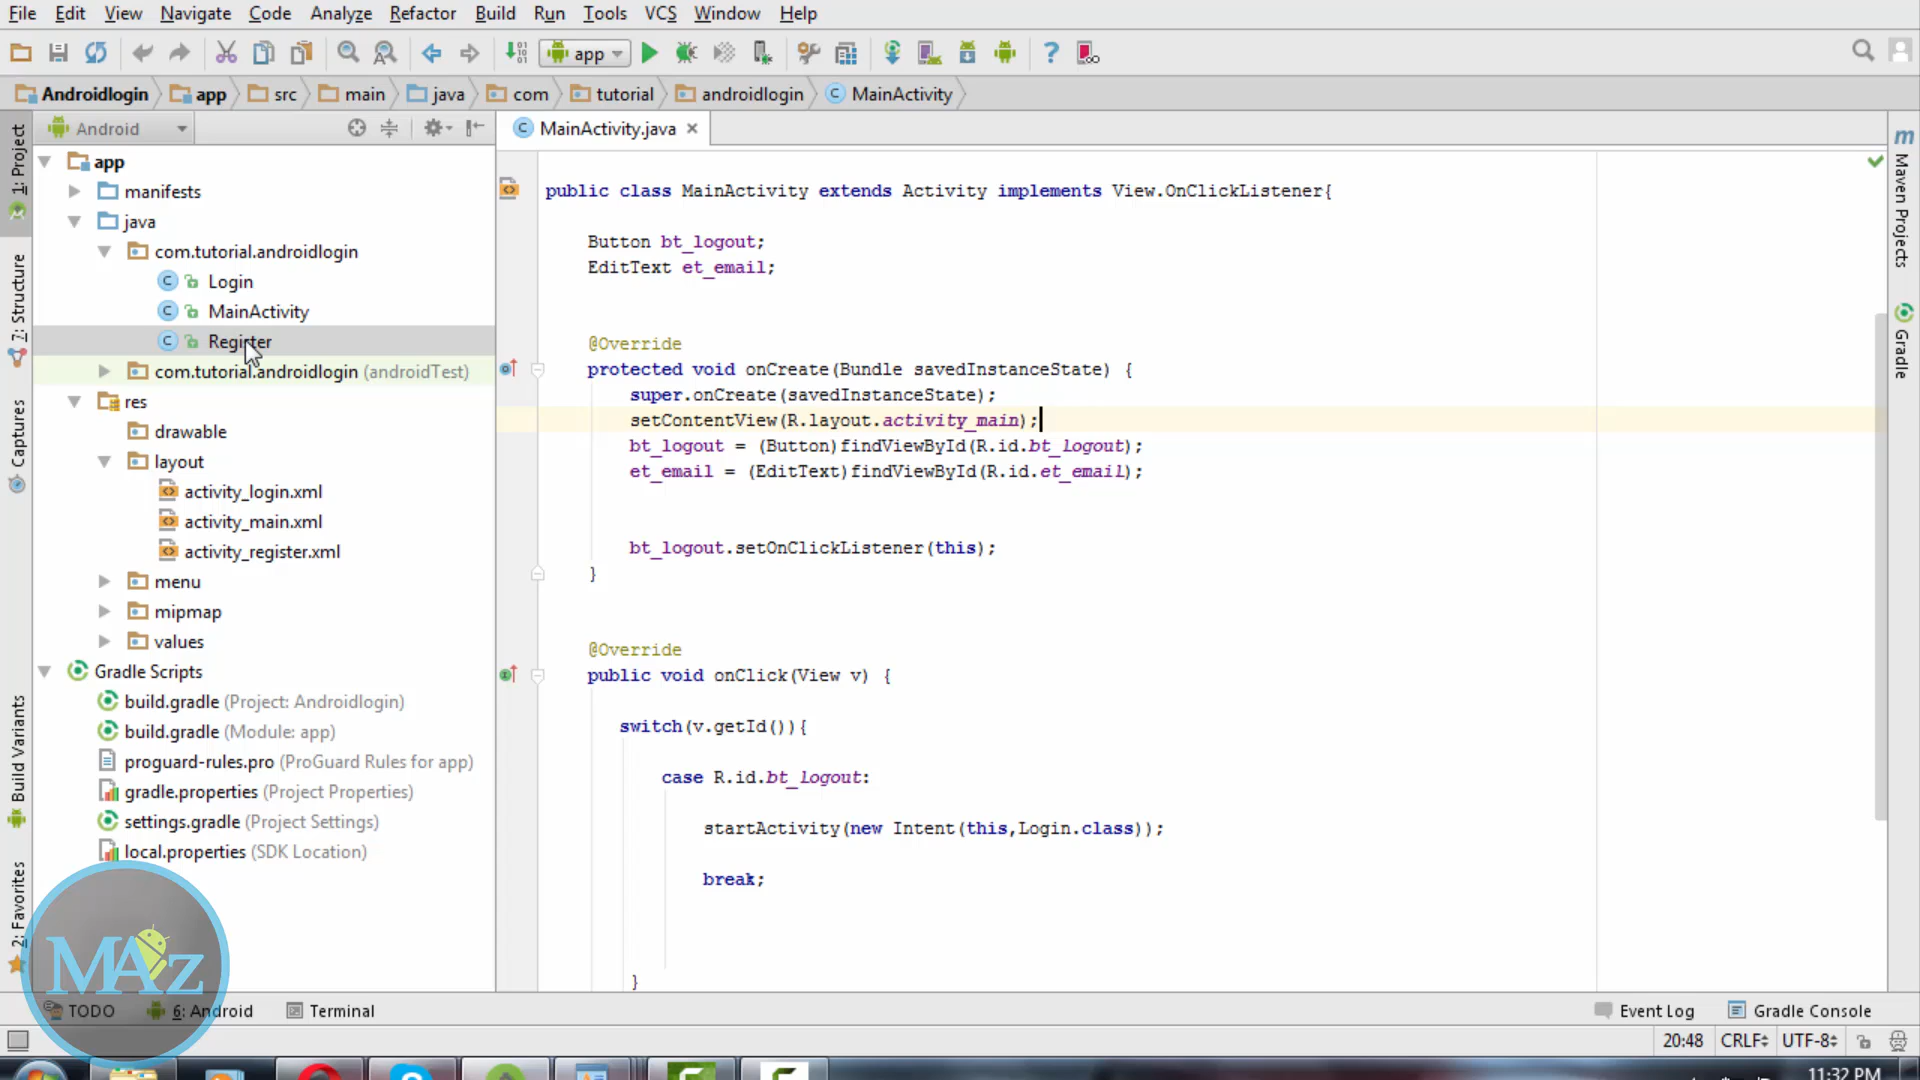 File Edit View Navigate Code Analyze Refactor Build Run Tools VCS Window Help
app
Androidlogin app src main java com tutorial androidlogin MainActivity
Android
MainActivity.java
1: Project
7: Structure
Captures
Build Variants
2: Favorites
app
manifests
java
com.tutorial.androidlogin
Login
MainActivity
Register
com.tutorial.androidlogin (androidTest)
res
drawable
layout
activity_login.xml
activity_main.xml
activity_register.xml
menu
mipmap
values
Gradle Scripts
build.gradle (Project: Androidlogin)
build.gradle (Module: app)
proguard-rules.pro (ProGuard Rules for app)
gradle.properties (Project Properties)
settings.gradle (Project Settings)
local.properties (SDK Location)
MAz
public class MainActivity extends Activity implements View.OnClickListener{
Button bt_logout;
EditText et_email;
@Override
protected void onCreate(Bundle savedInstanceState) {
super.onCreate(savedInstanceState);
setContentView(R.layout.activity_main);
bt_logout = (Button)findViewById(R.id.bt_logout);
et_email = (EditText)findViewById(R.id.et_email);
bt_logout.setOnClickListener(this);
}
@Override
public void onClick(View v) {
switch(v.getId()){
case R.id.bt_logout:
startActivity(new Intent(this,Login.class));
break;
}
Maven Projects
Gradle
TODO 6: Android Terminal Event Log Gradle Console
20:48 CRLF UTF-8
11:32 PM